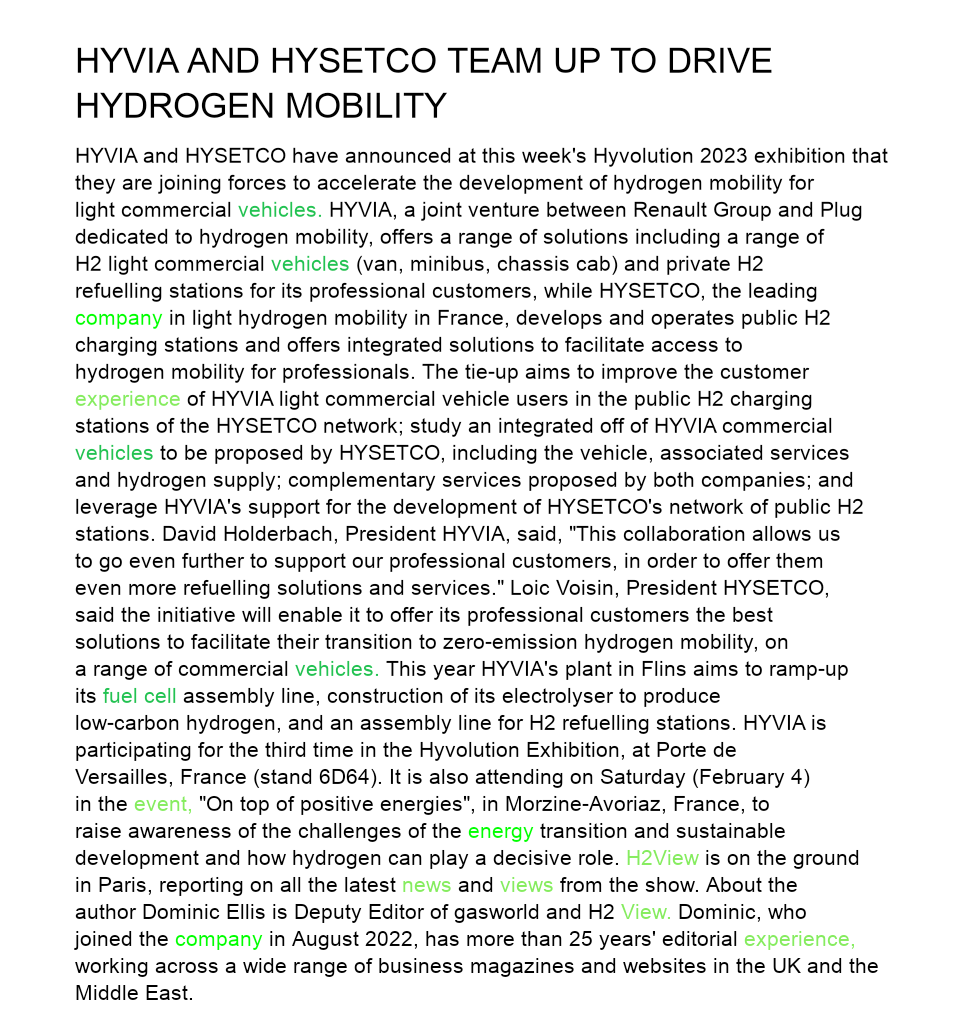 HYVIA AND HYSETCO TEAM UP TO DRIVE
HYDROGEN MOBILITY
HYVIA and HYSETCO have announced at this week's Hyvolution 2023 exhibition that
they are joining forces to accelerate the development of hydrogen mobility for
light commercial vehicles. HYVIA, a joint venture between Renault Group and Plug
dedicated to hydrogen mobility, offers a range of solutions including a range of
H2 light commercial vehicles (van, minibus, chassis cab) and private H2
refuelling stations for its professional customers, while HYSETCO, the leading
company in light hydrogen mobility in France, develops and operates public H2
charging stations and offers integrated solutions to facilitate access to
hydrogen mobility for professionals. The tie-up aims to improve the customer
experience of HYVIA light commercial vehicle users in the public H2 charging
stations of the HYSETCO network; study an integrated off of HYVIA commercial
vehicles to be proposed by HYSETCO, including the vehicle, associated services
and hydrogen supply; complementary services proposed by both companies; and
leverage HYVIA's support for the development of HYSETCO's network of public H2
stations. David Holderbach, President HYVIA, said, "This collaboration allows us
to go even further to support our professional customers, in order to offer them
even more refuelling solutions and services." Loic Voisin, President HYSETCO,
said the initiative will enable it to offer its professional customers the best
solutions to facilitate their transition to zero-emission hydrogen mobility, on
a range of commercial vehicles. This year HYVIA's plant in Flins aims to ramp-up
its fuel cell assembly line, construction of its electrolyser to produce
low-carbon hydrogen, and an assembly line for H2 refuelling stations. HYVIA is
participating for the third time in the Hyvolution Exhibition, at Porte de
Versailles, France (stand 6D64). It is also attending on Saturday (February 4)
in the event, "On top of positive energies", in Morzine-Avoriaz, France, to
raise awareness of the challenges of the energy transition and sustainable
development and how hydrogen can play a decisive role. H2View is on the ground
in Paris, reporting on all the latest news and views from the show. About the
author Dominic Ellis is Deputy Editor of gasworld and H2 View. Dominic, who
joined the company in August 2022, has more than 25 years' editorial experience,
working across a wide range of business magazines and websites in the UK and the
Middle East.